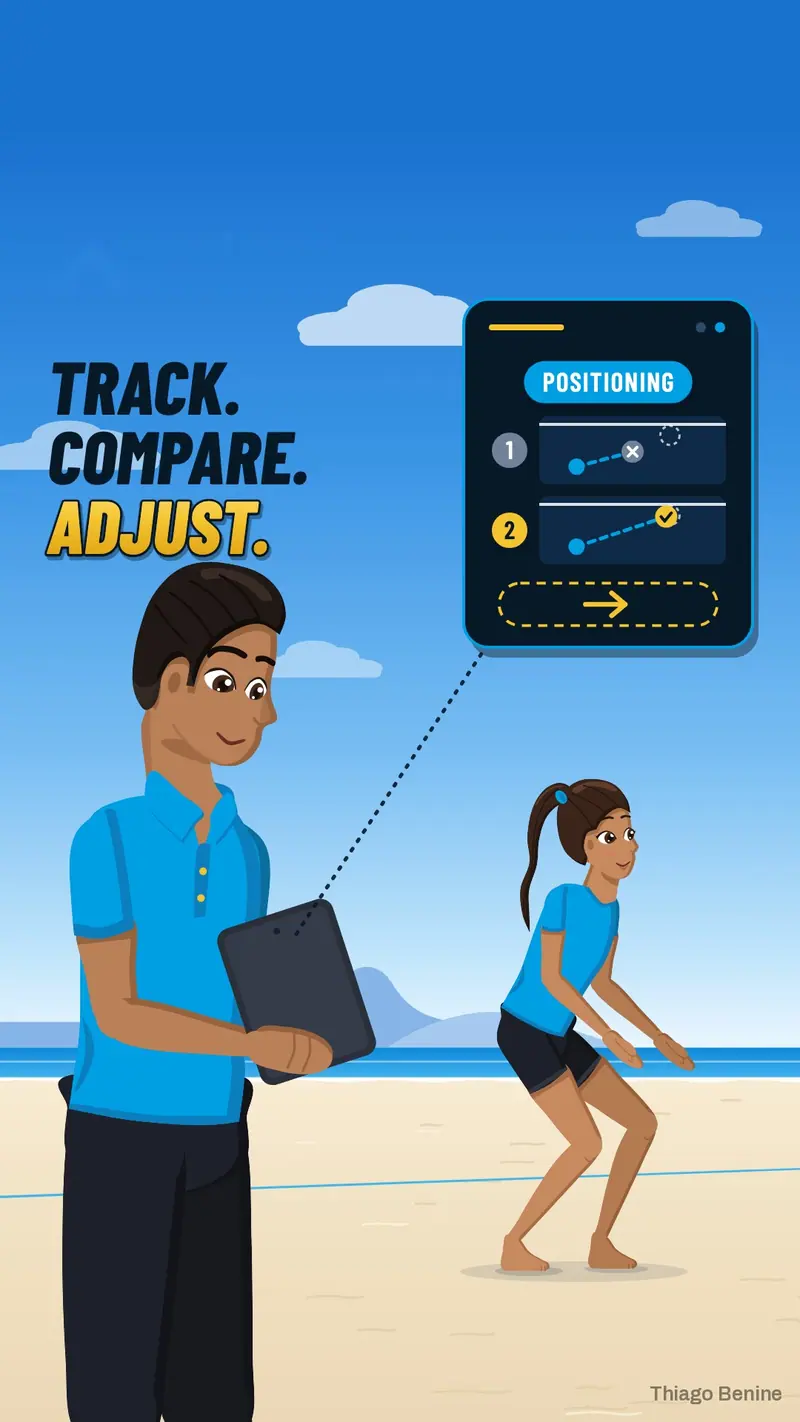 TRACK.
COMPARE.
ADJUST.
POSITIONING
1
2
Thiago Benine